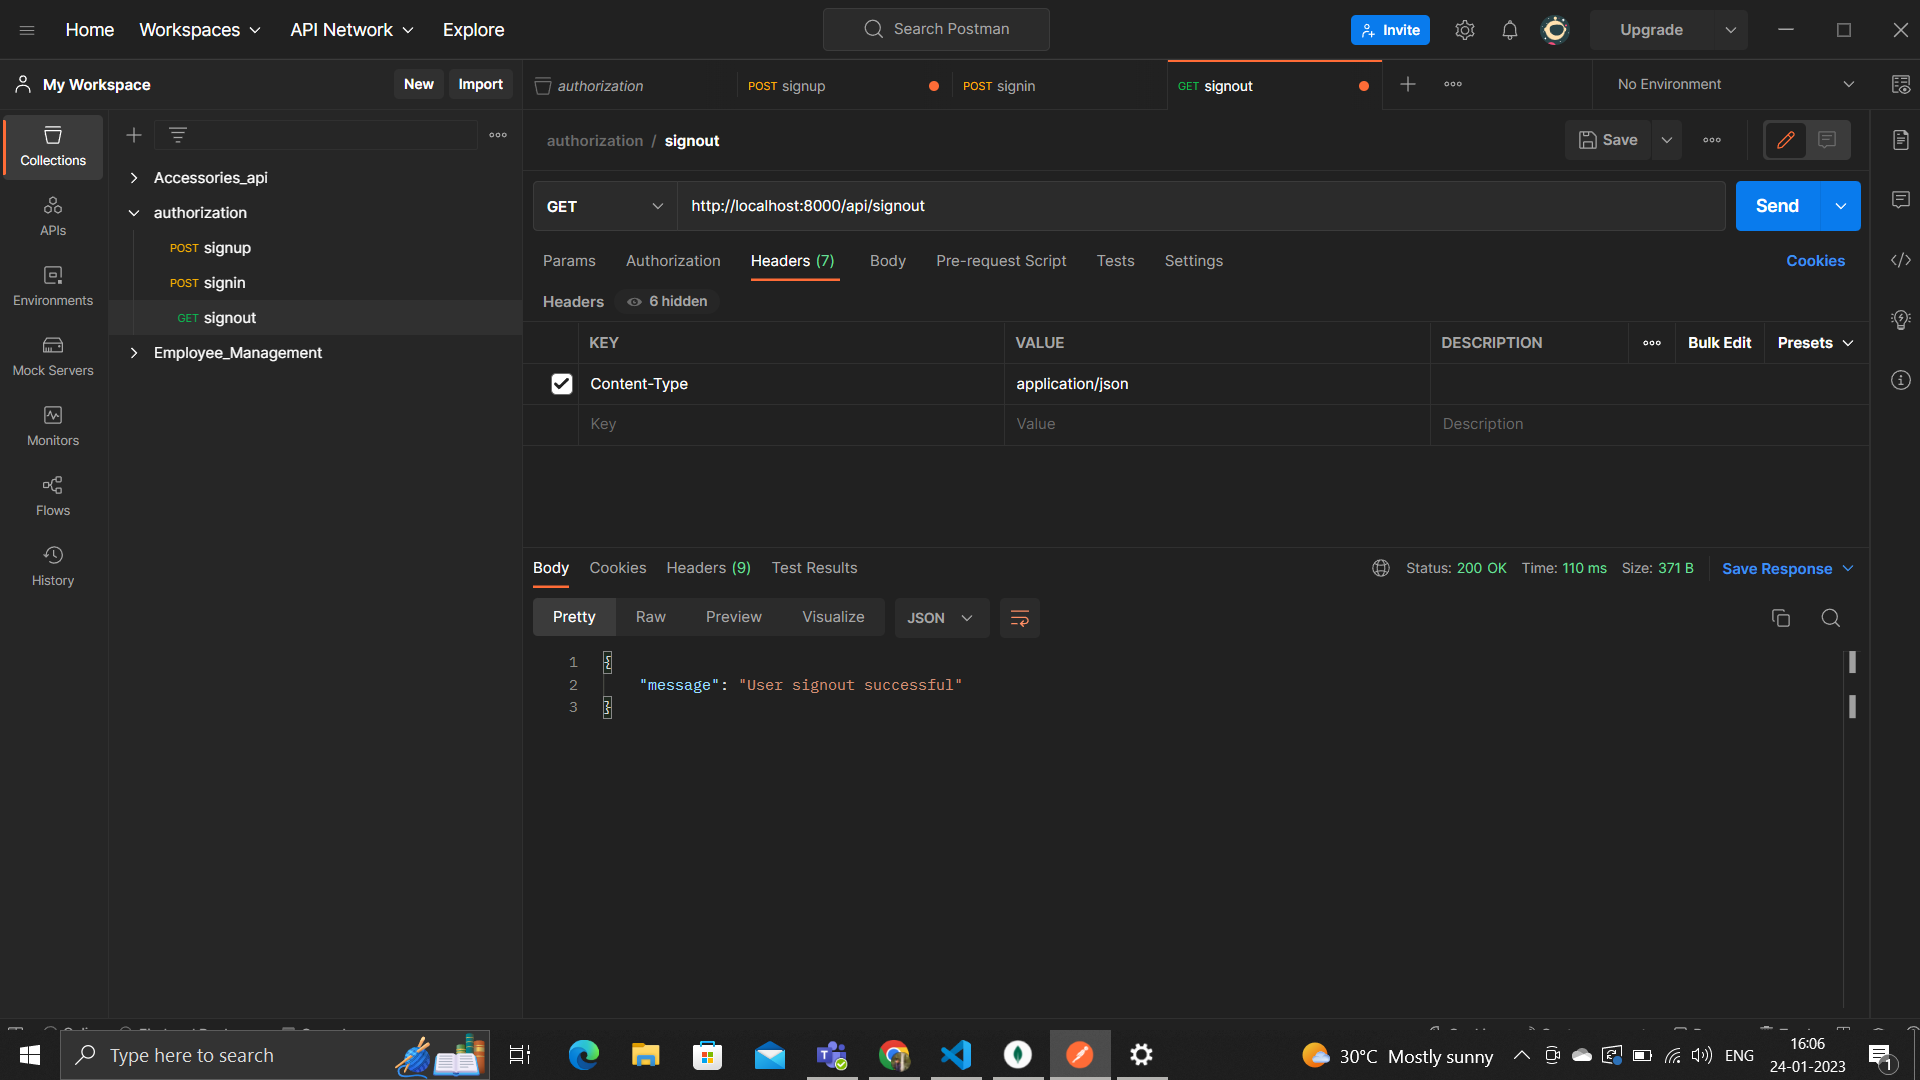 Home Workspaces API Network Explore
Search Postman
Invite
Upgrade
My Workspace
New Import
authorization
POST signup
POST signin
GET signout
No Environment
Collections
APIs
Environments
Mock Servers
Monitors
Flows
History
Accessories_api
authorization
POST signup
POST signin
GET signout
Employee_Management
authorization / signout
Save
GET http://localhost:8000/api/signout
Send
Params Authorization Headers (7) Body Pre-request Script Tests Settings
Cookies
Headers 6 hidden
KEY VALUE DESCRIPTION Bulk Edit Presets
Content-Type application/json
Key Value Description
Body Cookies Headers (9) Test Results
Status: 200 OK Time: 110 ms Size: 371 B Save Response
Pretty Raw Preview Visualize JSON
1 {
2 "message": "User signout successful"
3 }
Type here to search
30°C Mostly sunny
ENG
16:06
24-01-2023
1